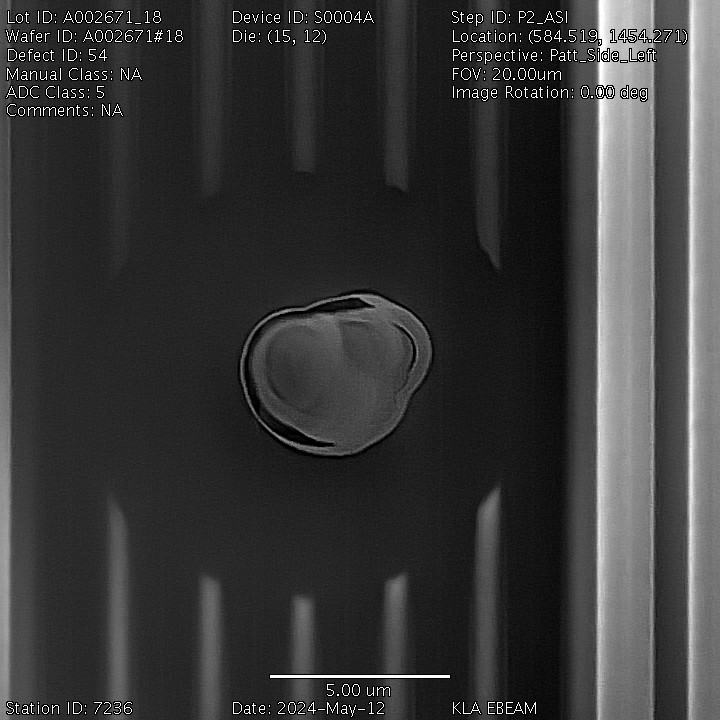 Lot ID: A002671_18
Wafer ID: A002671#18
Defect ID: 54
Manual Class: NA
ADC Class: 5
Comments: NA
Device ID: S0004A
Die: (15, 12)
Step ID: P2_ASI
Location: (584.519, 1454.271)
Perspective: Patt_Side_Left
FOV: 20.00um
Image Rotation: 0.00 deg
5.00 um
Station ID: 7236
Date: 2024-May-12
KLA EBEAM